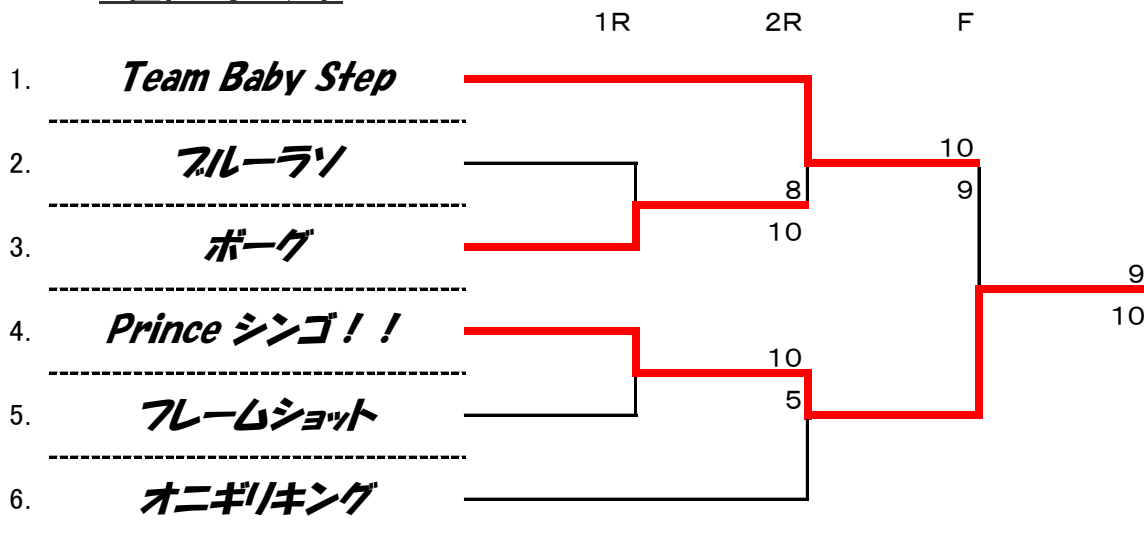 1R 2R F
1. Team Baby Step
10
2. ブルーラソ
8 9
10
3. ボーグ
9
10
4. Prince シンゴ！！
10
5
5. フレームショット
6. オニギリキング